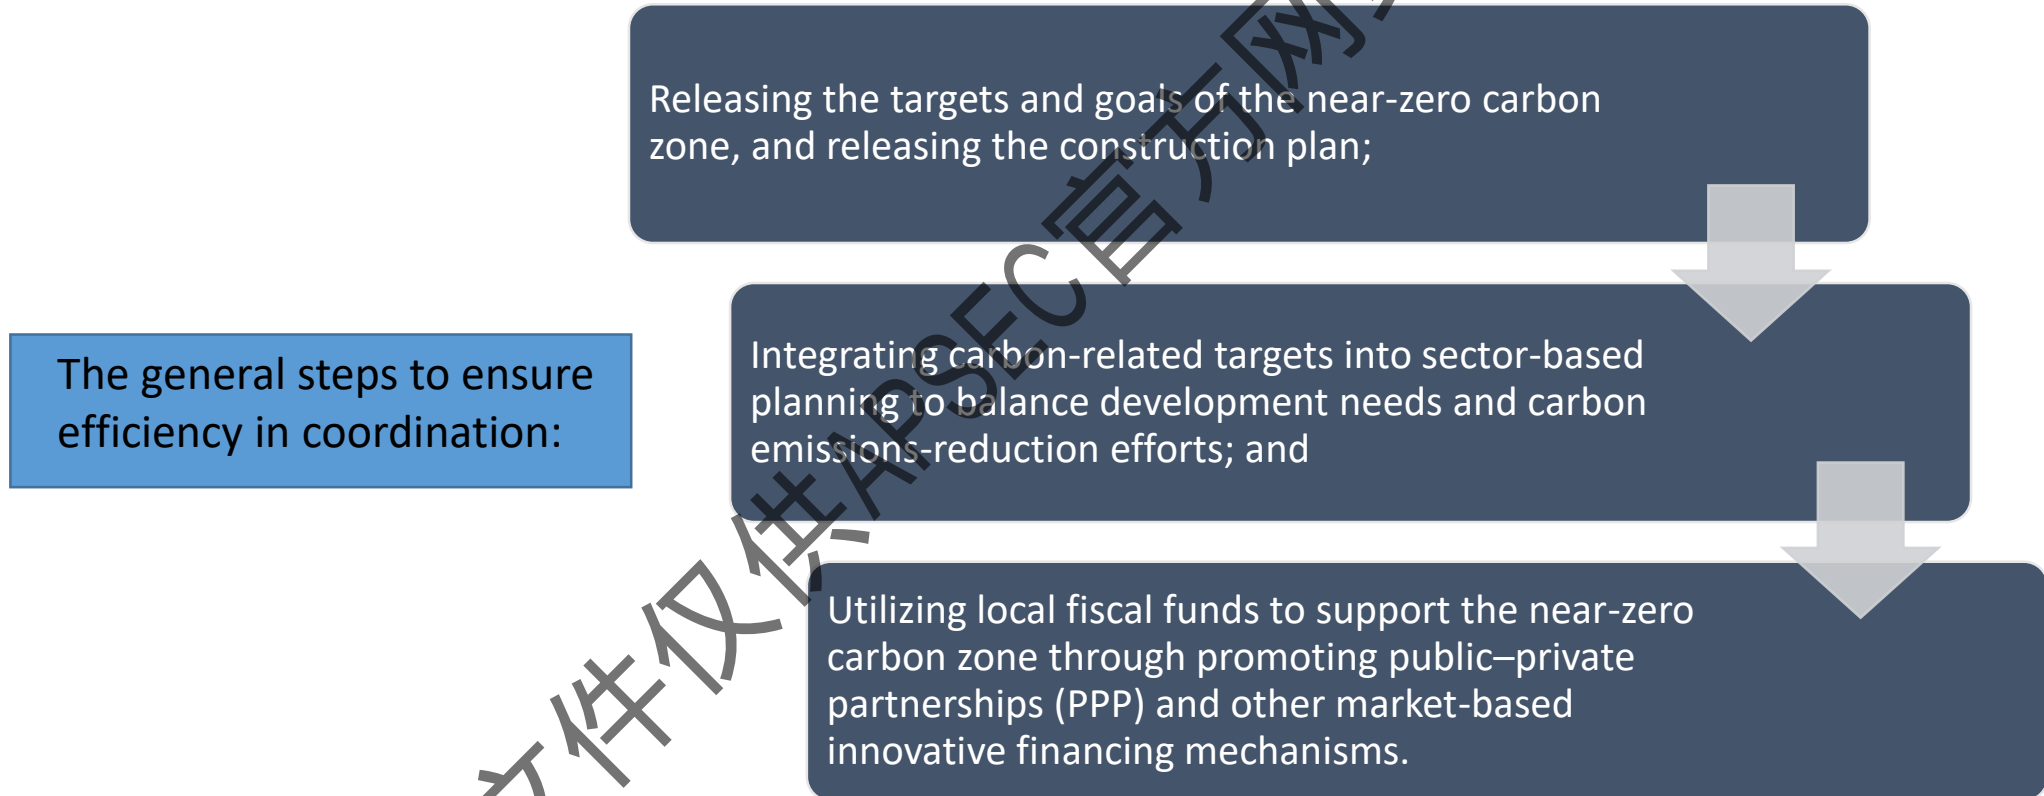 Releasing the targets and goals of the near-zero carbon
zone, and releasing the construction plan;
The general steps to ensure
efficiency in coordination:
Integrating carbon-related targets into sector-based
planning to balance development needs and carbon
emissions-reduction efforts; and
Utilizing local fiscal funds to support the near-zero
carbon zone through promoting public–private
partnerships (PPP) and other market-based
innovative financing mechanisms.
文件仅供APSEC官方网